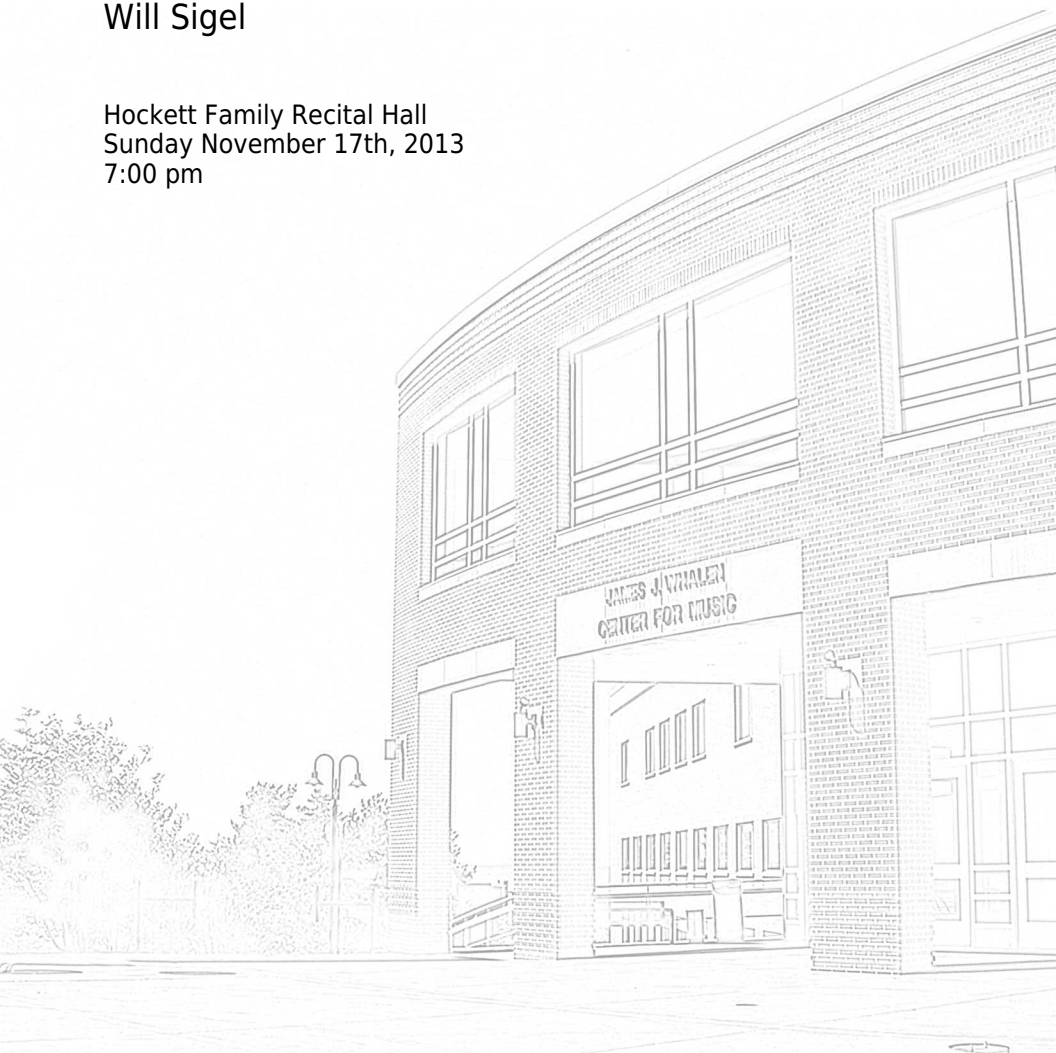 Will Sigel
Hockett Family Recital Hall
Sunday November 17th, 2013
7:00 pm
JAMES J. WHALEN
CENTER FOR MUSIC